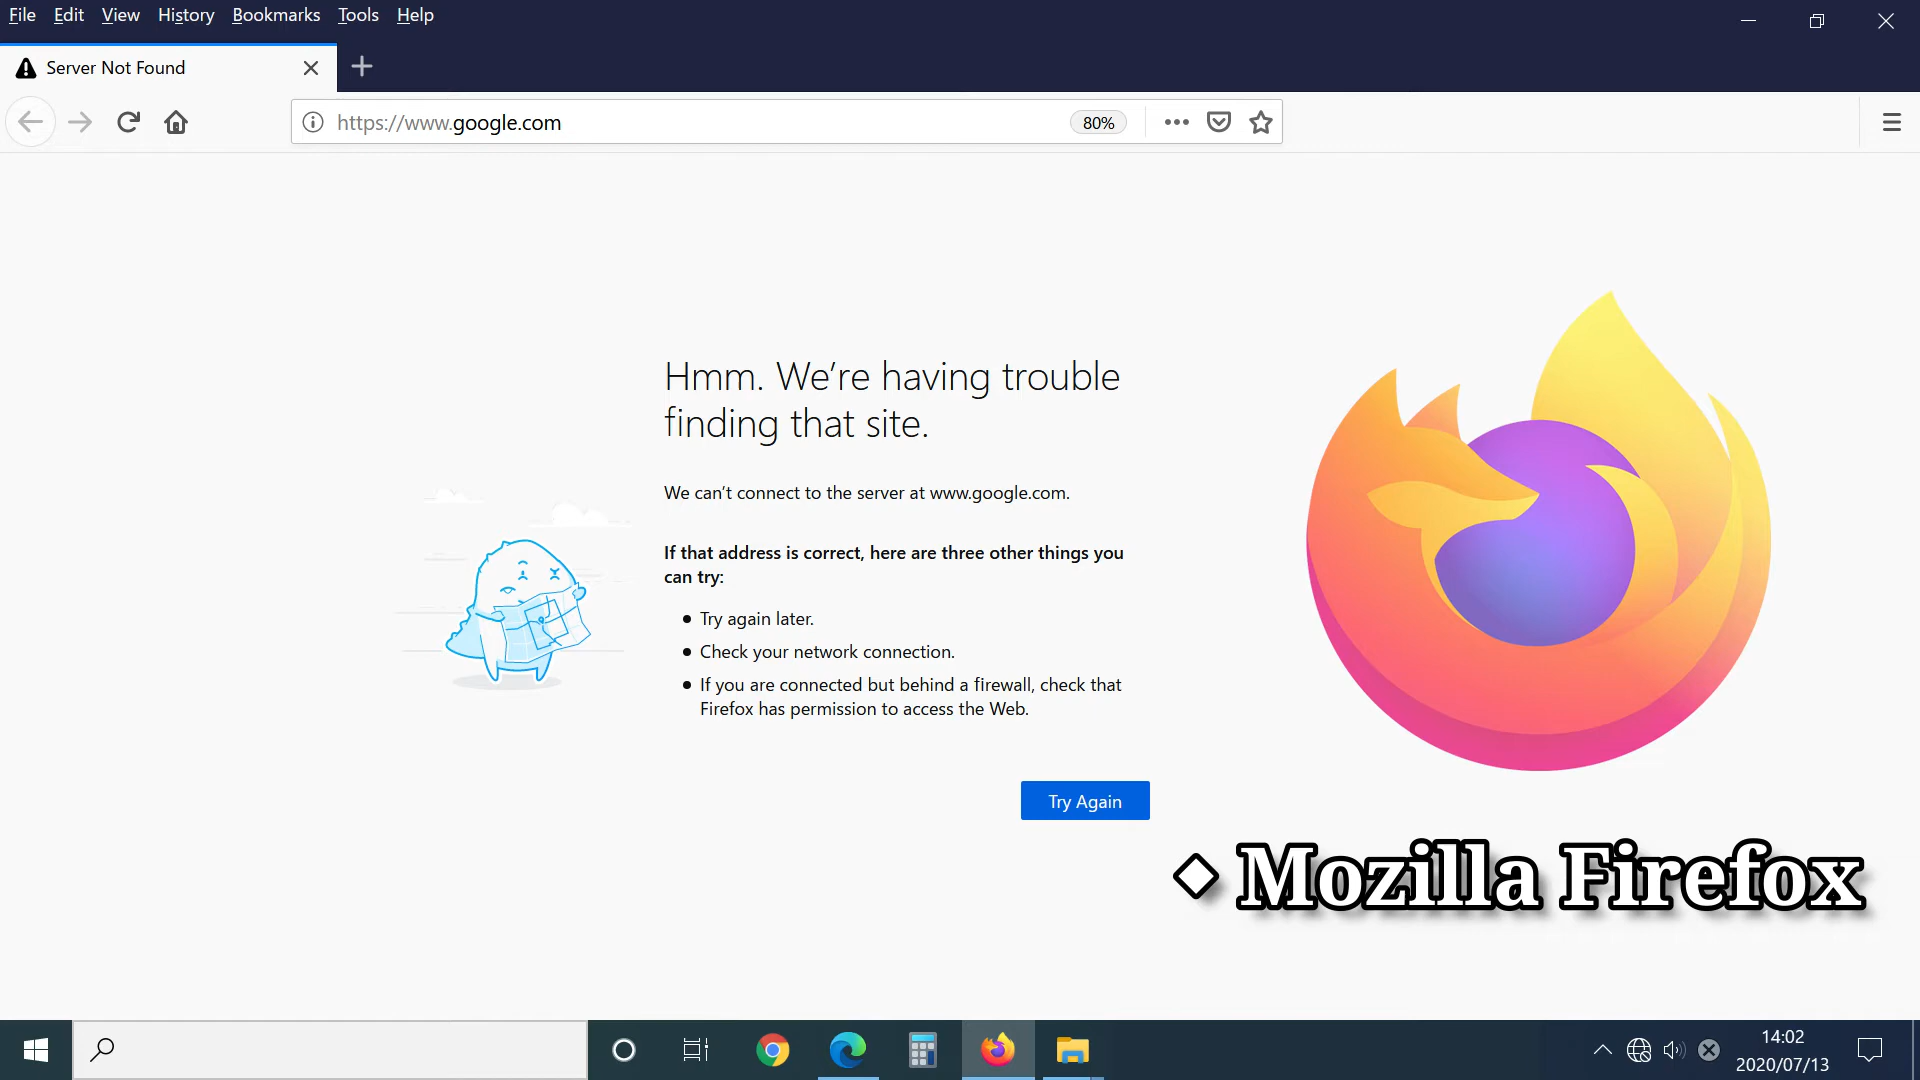 File Edit View History Bookmarks Tools Help
Server Not Found
https://www.google.com
80%
Hmm. We’re having trouble
finding that site.
We can’t connect to the server at www.google.com.
If that address is correct, here are three other things you
can try:
Try again later.
Check your network connection.
If you are connected but behind a firewall, check that
Firefox has permission to access the Web.
Try Again
Mozilla Firefox
14:02
2020/07/13